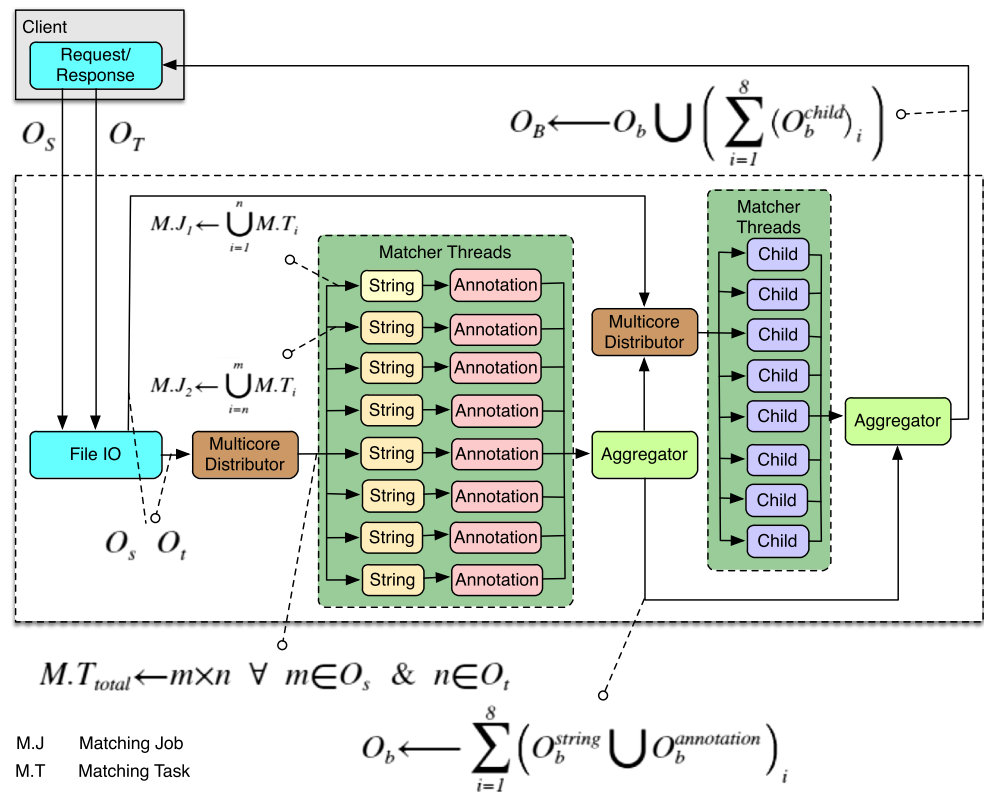 Client
Request/
Response
O_S
O_T
O_B ← O_b ∪ ( ∑_{i=1}^{8} ⟨O_b^{child}⟩_i )
M.J_1 ← ⋃_{i=1}^{n} M.T_i
Matcher Threads
String Annotation
String Annotation
String Annotation
String Annotation
String Annotation
String Annotation
String Annotation
String Annotation
M.J_2 ← ⋃_{i=n}^{m} M.T_i
File IO
Multicore
Distributor
Aggregator
Multicore
Distributor
Matcher
Threads
Child
Child
Child
Child
Child
Child
Child
Child
Aggregator
O_s O_t
M.T_{total} ← m×n ∀ m∈O_s & n∈O_t
O_b ← ∑_{i=1}^{8} ( O_b^{string} ∪ O_b^{annotation} )_i
M.J Matching Job
M.T Matching Task